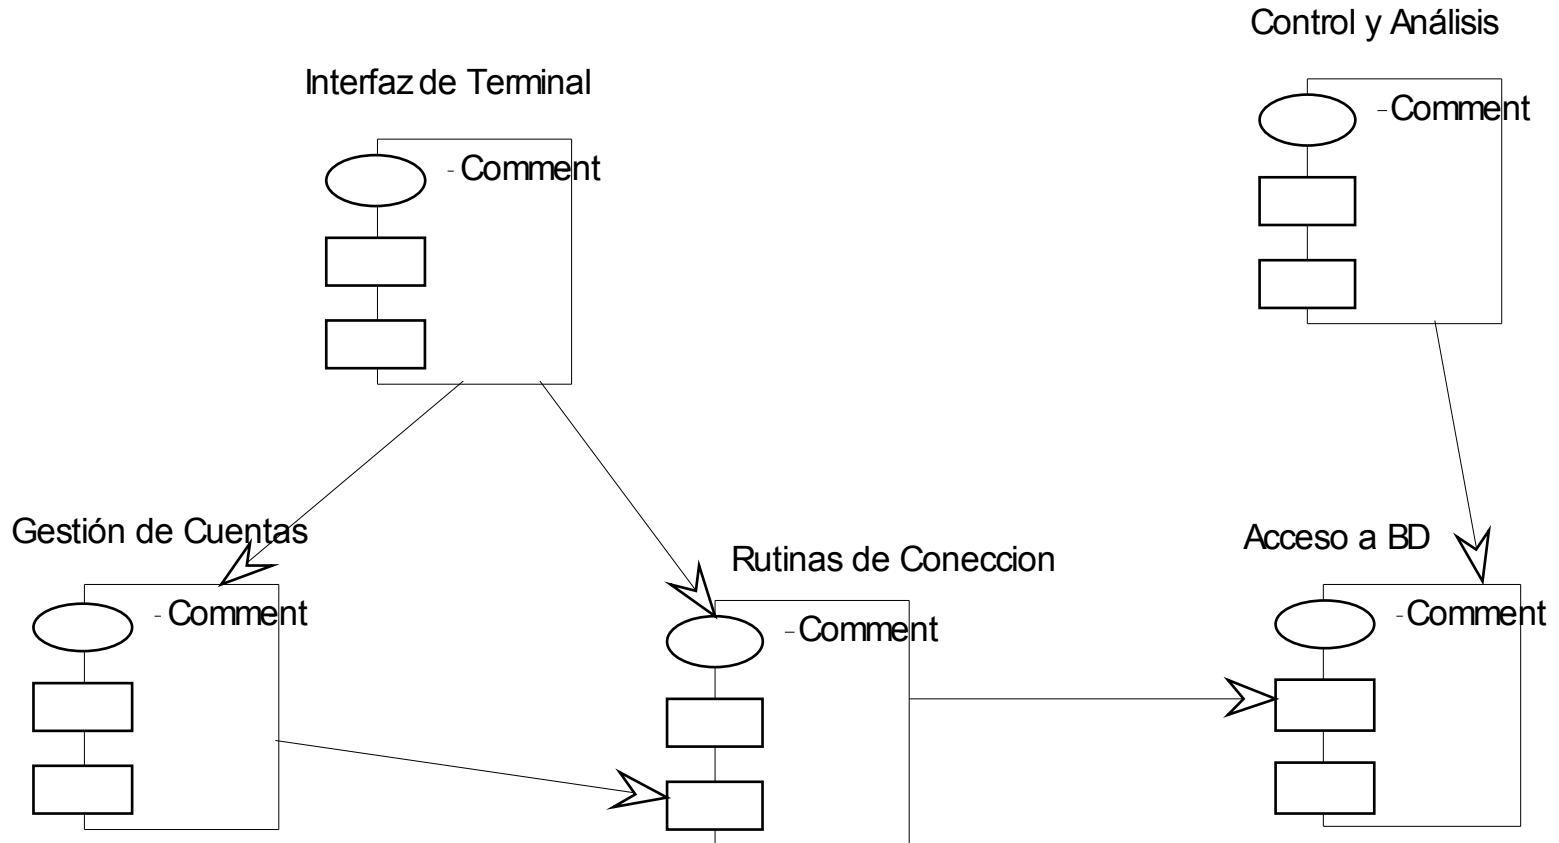 Control y Análisis
Interfaz de Terminal
-Comment
- Comment
Gestión de Cuentas
Rutinas de Coneccion
Acceso a BD
-Comment
-Comment
-Comment